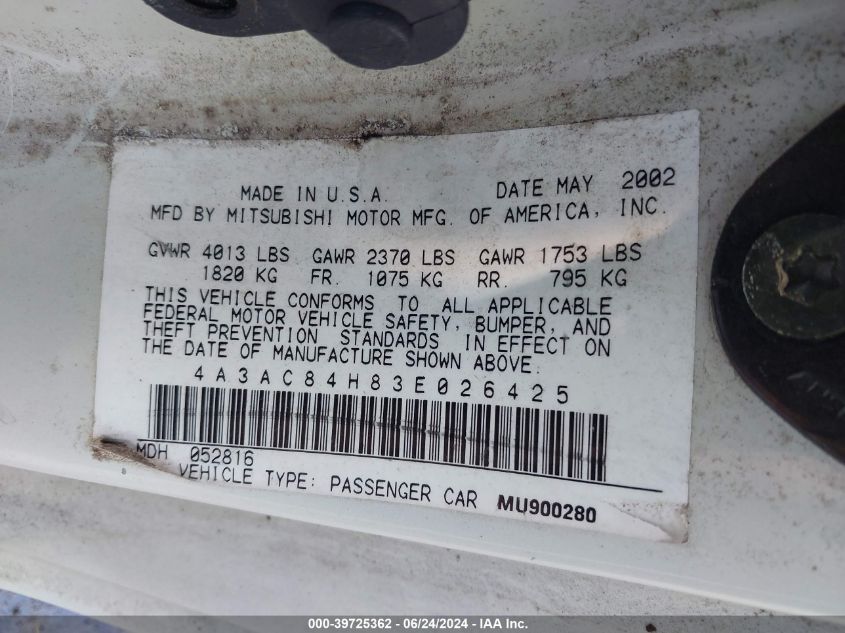 MADE IN U.S.A. DATE MAY 2002
MFD BY MITSUBISHI MOTOR MFG. OF AMERICA, INC.
GVWR 4013 LBS GAWR 2370 LBS GAWR 1753 LBS
1820 KG FR. 1075 KG RR. 795 KG
THIS VEHICLE CONFORMS TO ALL APPLICABLE
FEDERAL MOTOR VEHICLE SAFETY, BUMPER, AND
THEFT PREVENTION STANDARDS IN EFFECT ON
THE DATE OF MANUFACTURE SHOWN ABOVE.
4A3AC84H83E026425
MDH 052816
VEHICLE TYPE: PASSENGER CAR MU900280
000-39725362 - 06/24/2024 - IAA Inc.